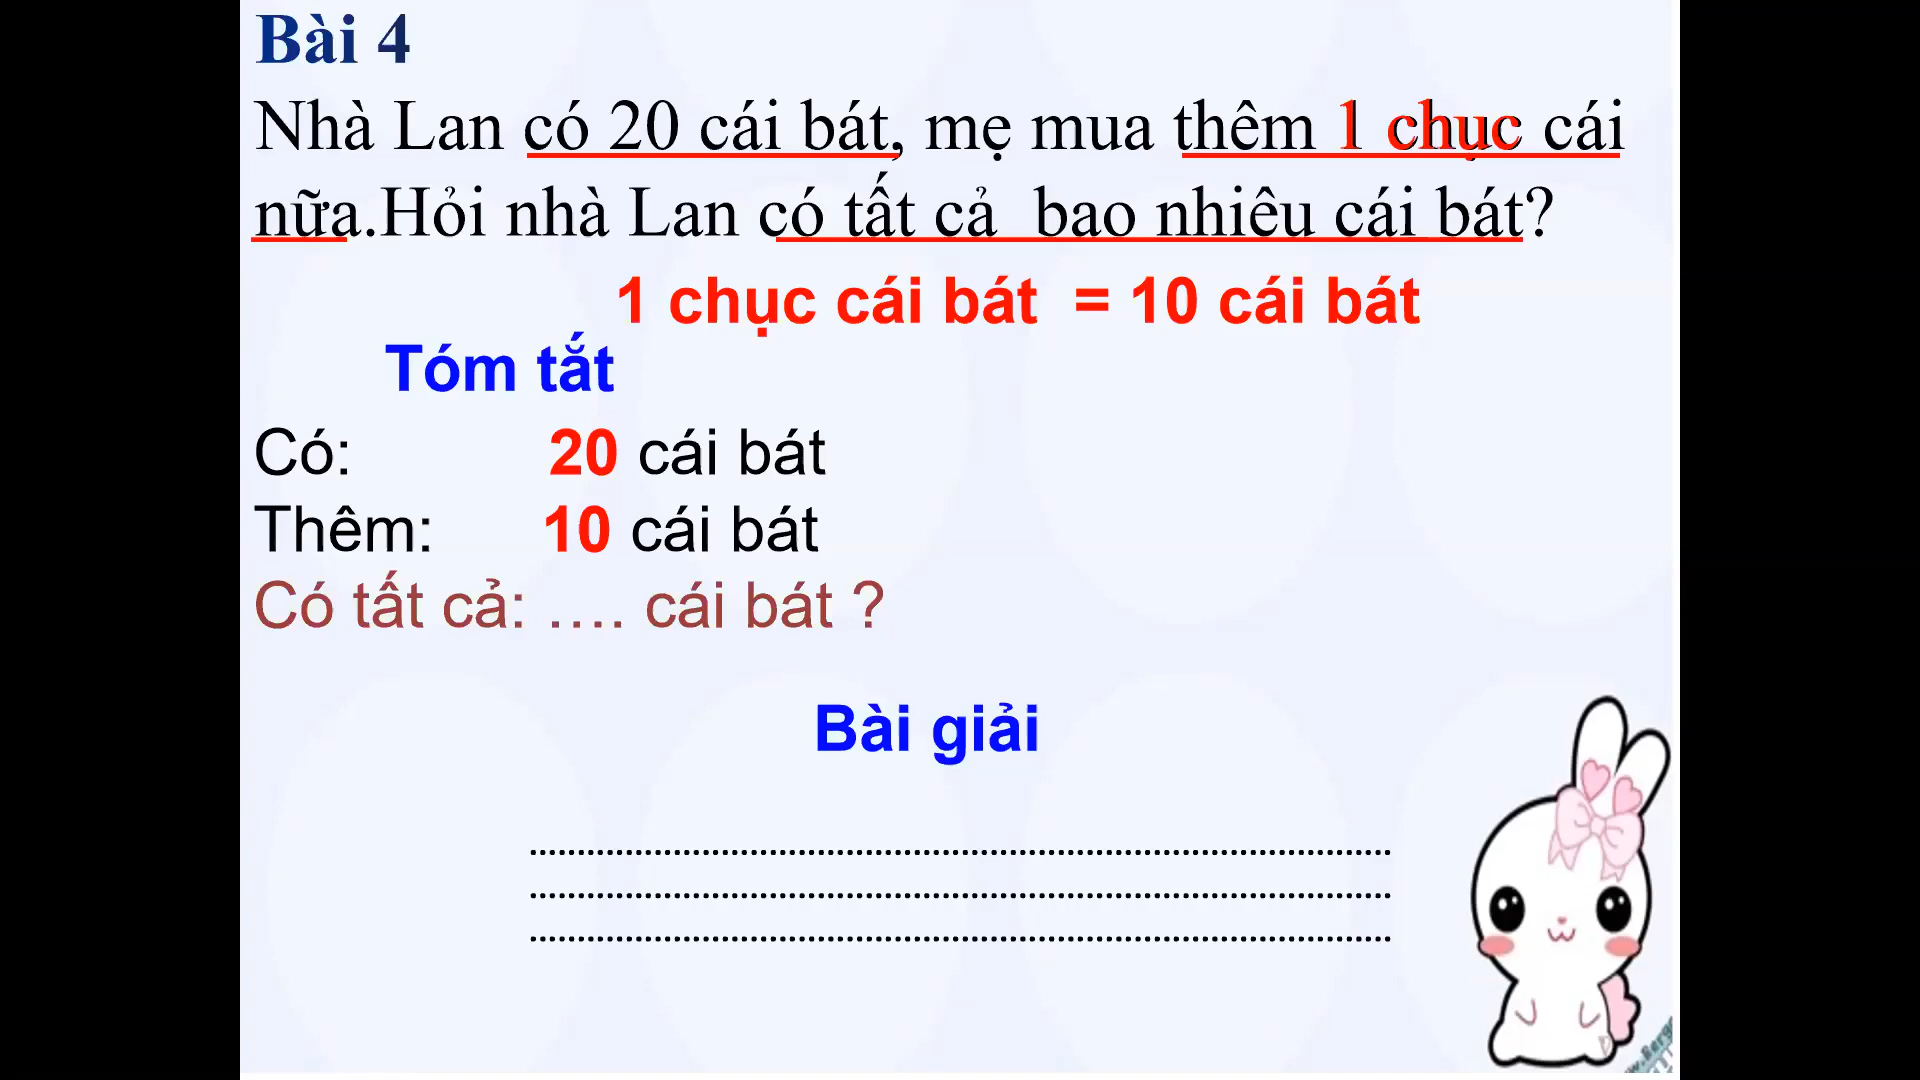 Bài 4
Nhà Lan có 20 cái bát, mẹ mua thêm 1 chục cái
nữa.Hỏi nhà Lan có tất cả bao nhiêu cái bát?
1 chục cái bát = 10 cái bát
Tóm tắt
Có: 20 cái bát
Thêm: 10 cái bát
Có tất cả: …. cái bát ?
Bài giải